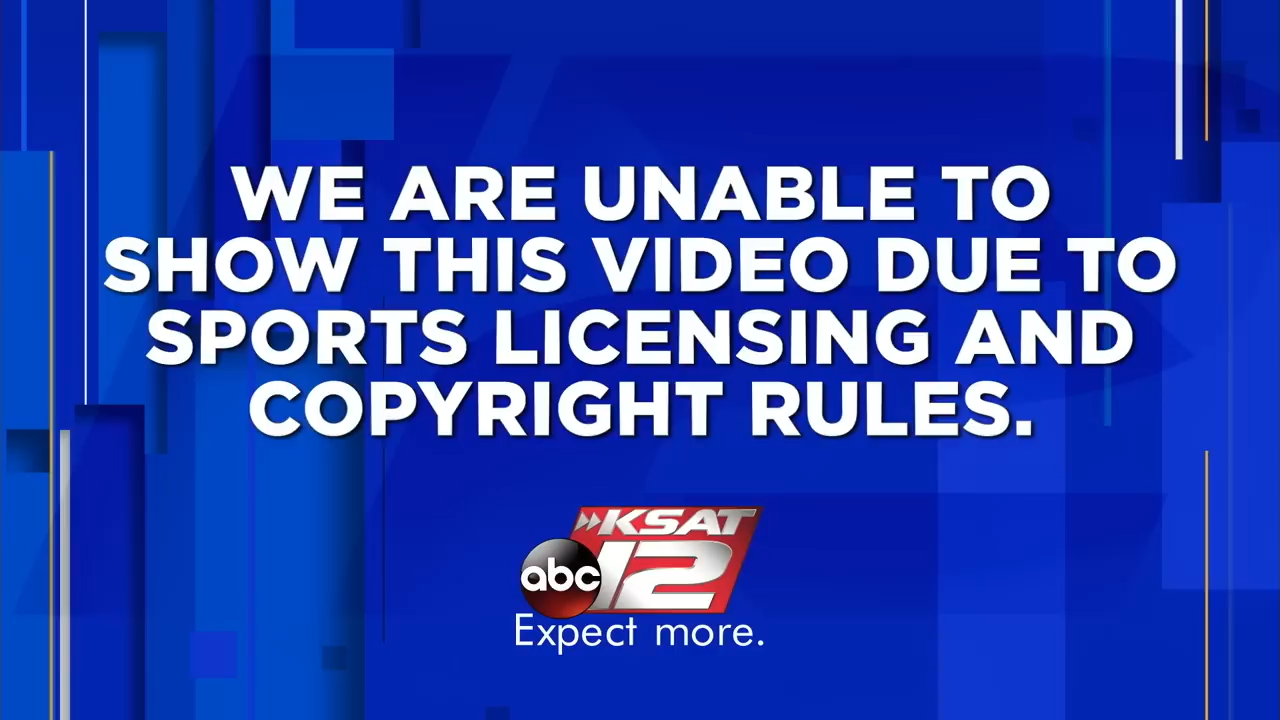 WE ARE UNABLE TO
SHOW THIS VIDEO DUE TO
SPORTS LICENSING AND
COPYRIGHT RULES.
KSAT
abc 12
Expect more.